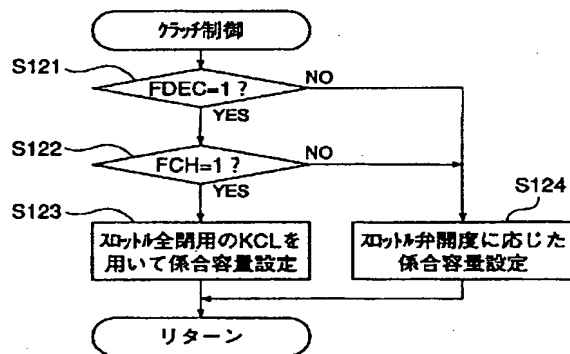 クラッチ制御
S121
FDEC=1?
NO
YES
S122
FCH=1?
NO
YES
S123
スロットル全閉用のKCLを
用いて係合容量設定
S124
スロットル弁開度に応じた
係合容量設定
リターン